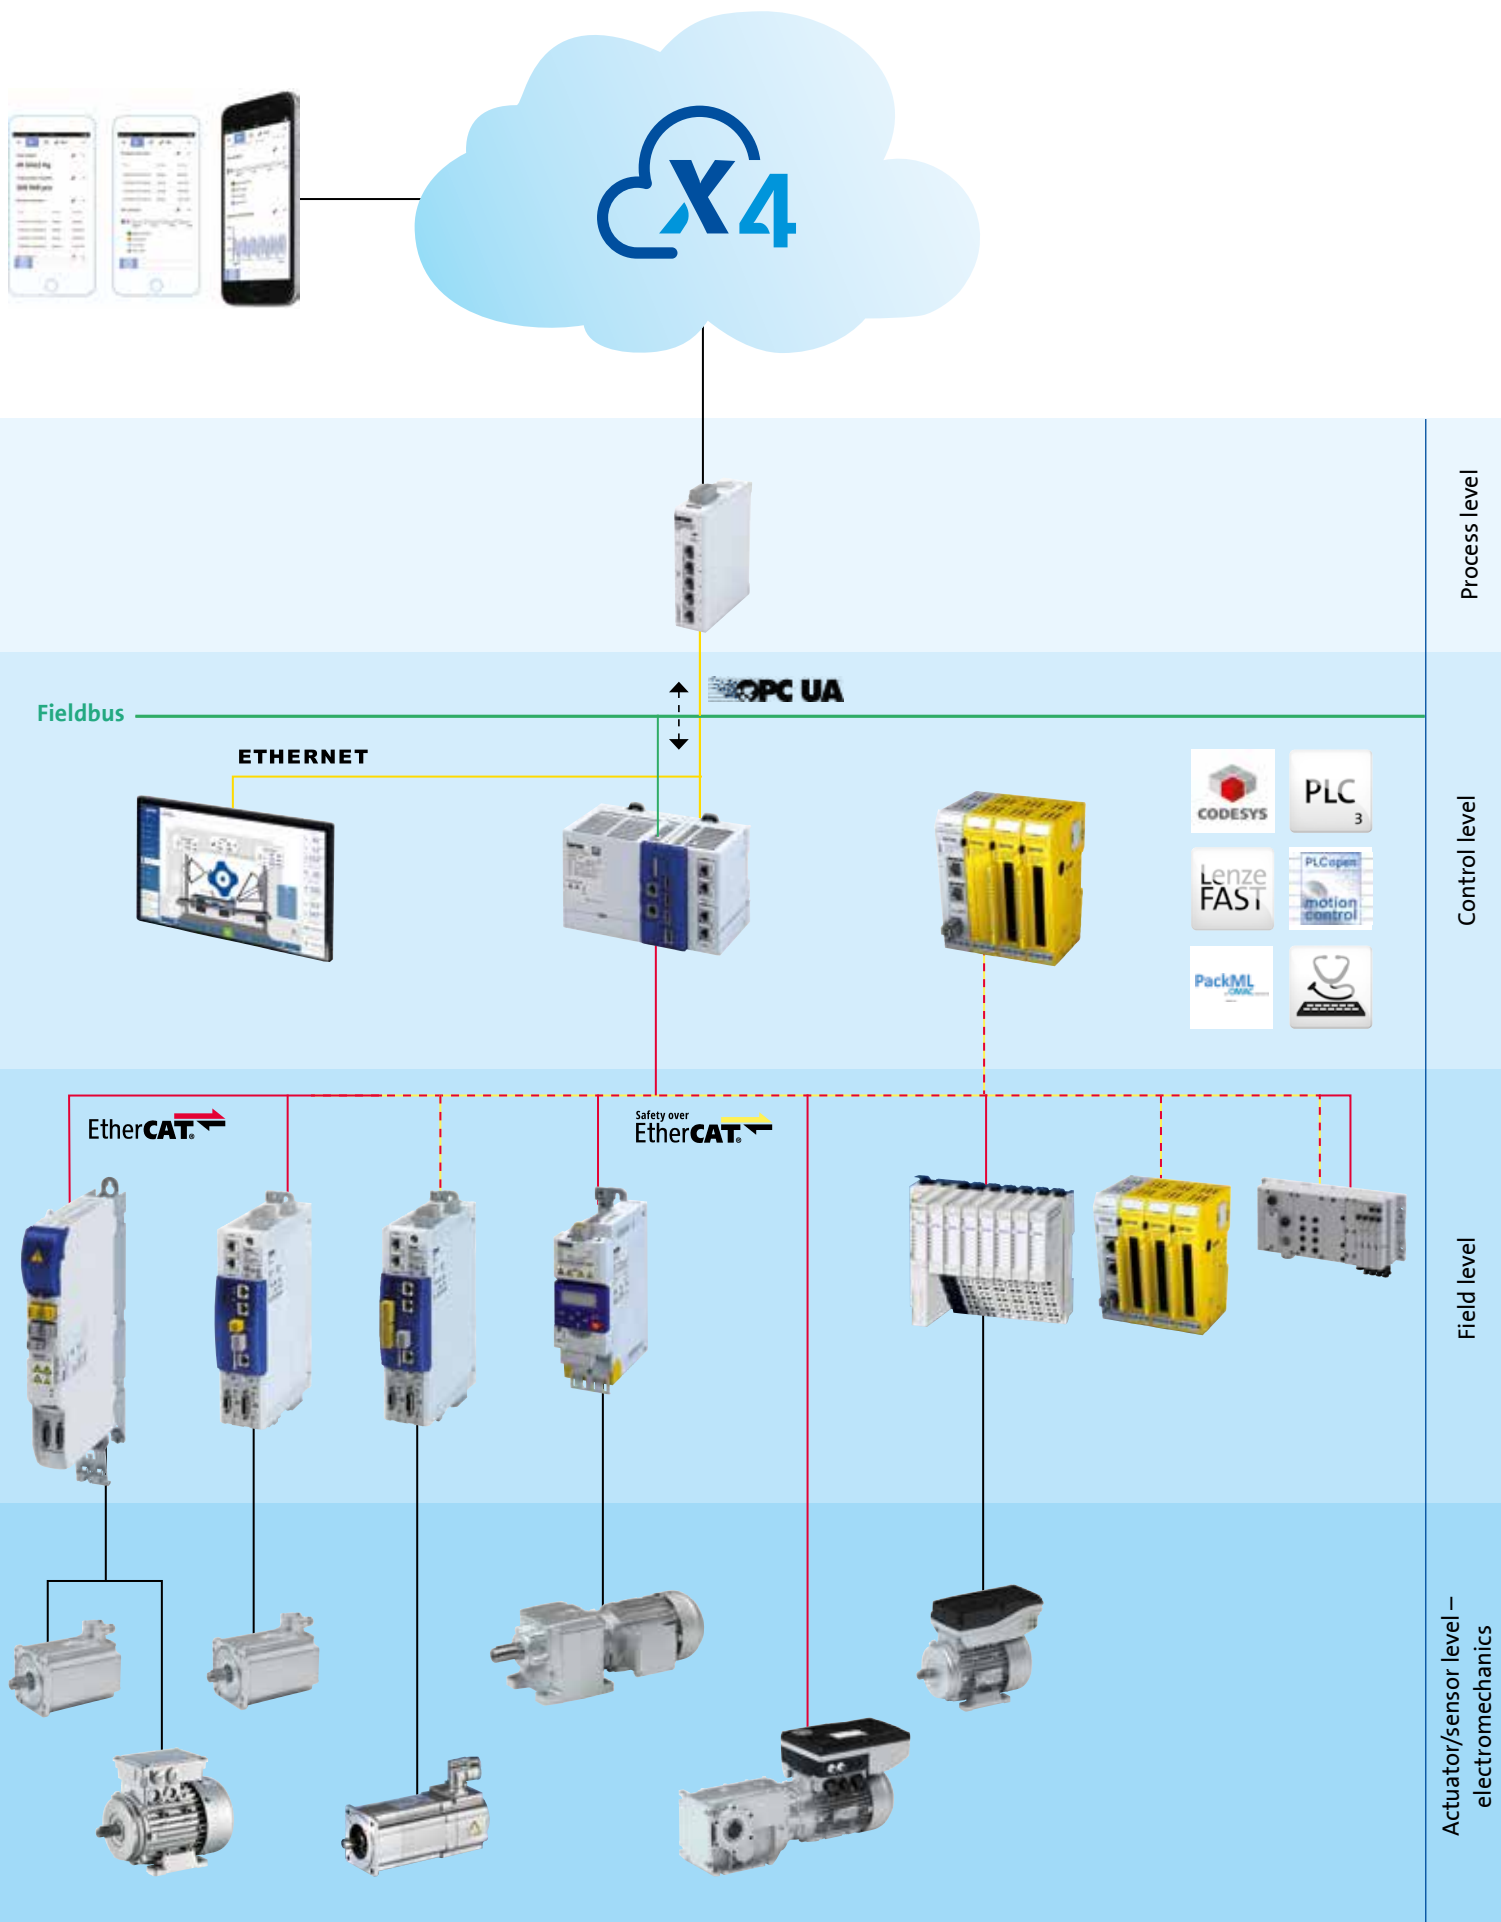 X4
Process level
OPC UA
Fieldbus
ETHERNET
CODESYS
PLC
3
Lenze
FAST
PLCopen
motion
control
PackML
OMAC
Control level
EtherCAT®
Safety over
EtherCAT®
Field level
Actuator/sensor level –
electromechanics